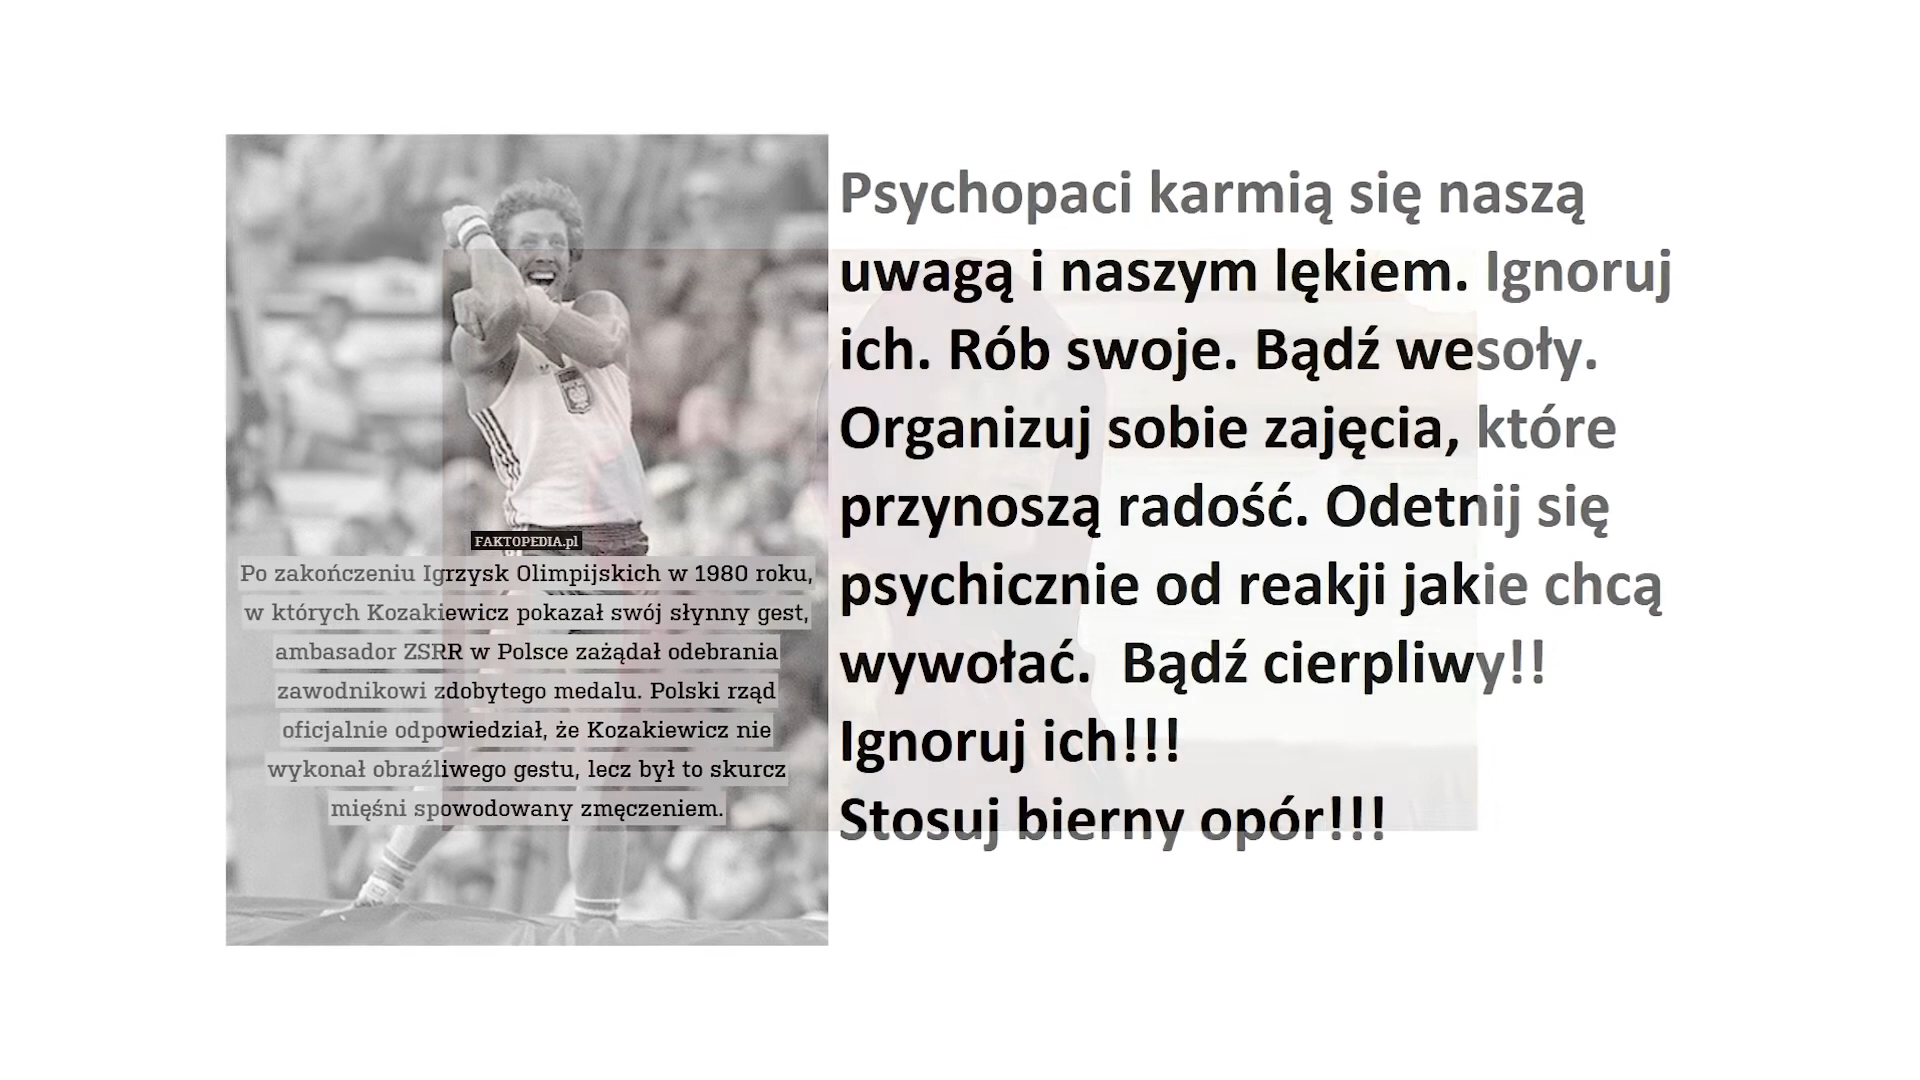 FAKTOPEDIA.pl
Po zakończeniu Igrzysk Olimpijskich w 1980 roku,
w których Kozakiewicz pokazał swój słynny gest,
ambasador ZSRR w Polsce zażądał odebrania
zawodnikowi zdobytego medalu. Polski rząd
oficjalnie odpowiedział, że Kozakiewicz nie
wykonał obraźliwego gestu, lecz był to skurcz
mięśni spowodowany zmęczeniem.
Psychopaci karmią się naszą
uwagą i naszym lękiem. Ignoruj
ich. Rób swoje. Bądź wesoły.
Organizuj sobie zajęcia, które
przynoszą radość. Odetnij się
psychicznie od reakji jakie chcą
wywołać.  Bądź cierpliwy!!
Ignoruj ich!!!
Stosuj bierny opór!!!